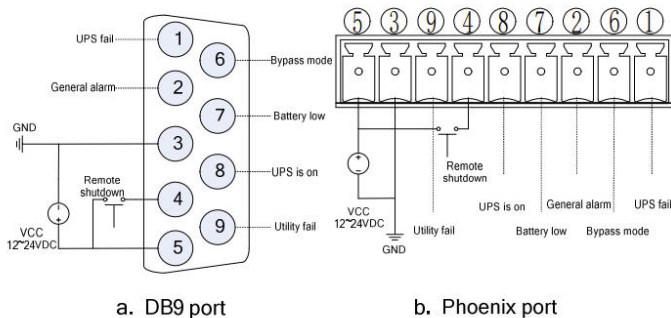 UPS fail
1
6
Bypass mode
General alarm
2
7
Battery low
GND
3
8
UPS is on
Remote
shutdown
4
9
Utility fail
VCC
12~24VDC
5
a. DB9 port
⑤ ③ ⑨ ④ ⑧ ⑦ ② ⑥ ①
Remote
shutdown
VCC
12~24VDC
GND
Utility fail
UPS is on
Battery low
General alarm
Bypass mode
UPS fail
b. Phoenix port